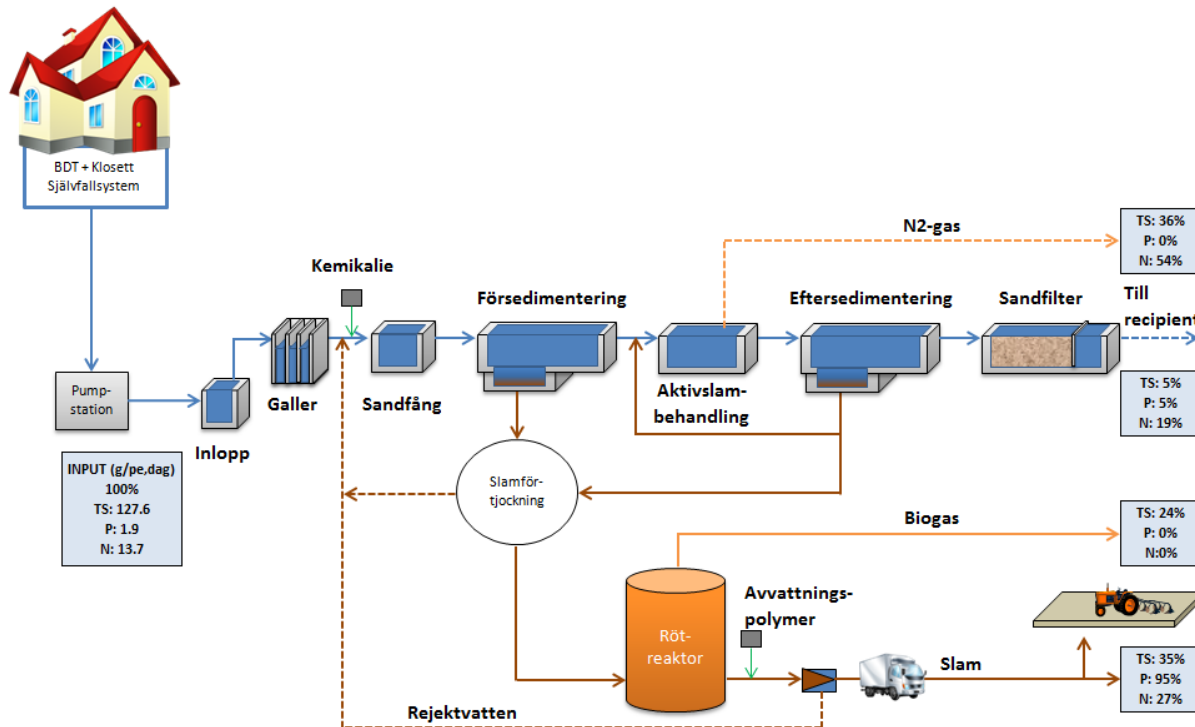 BDT + Klosett
Självfallsystem
N2-gas
TS: 36%
P: 0%
N: 54%
Kemikalie
Försedimentering
Eftersedimentering
Sandfilter
Till
recipient
Pump-
station
Inlopp
Galler
Sandfång
Aktivslam-
behandling
TS: 5%
P: 5%
N: 19%
INPUT (g/pe,dag)
100%
TS: 127.6
P: 1.9
N: 13.7
Slamför-
tjockning
Biogas
TS: 24%
P: 0%
N:0%
Röt-
reaktor
Avvattnings-
polymer
Slam
TS: 35%
P: 95%
N: 27%
Rejektvatten